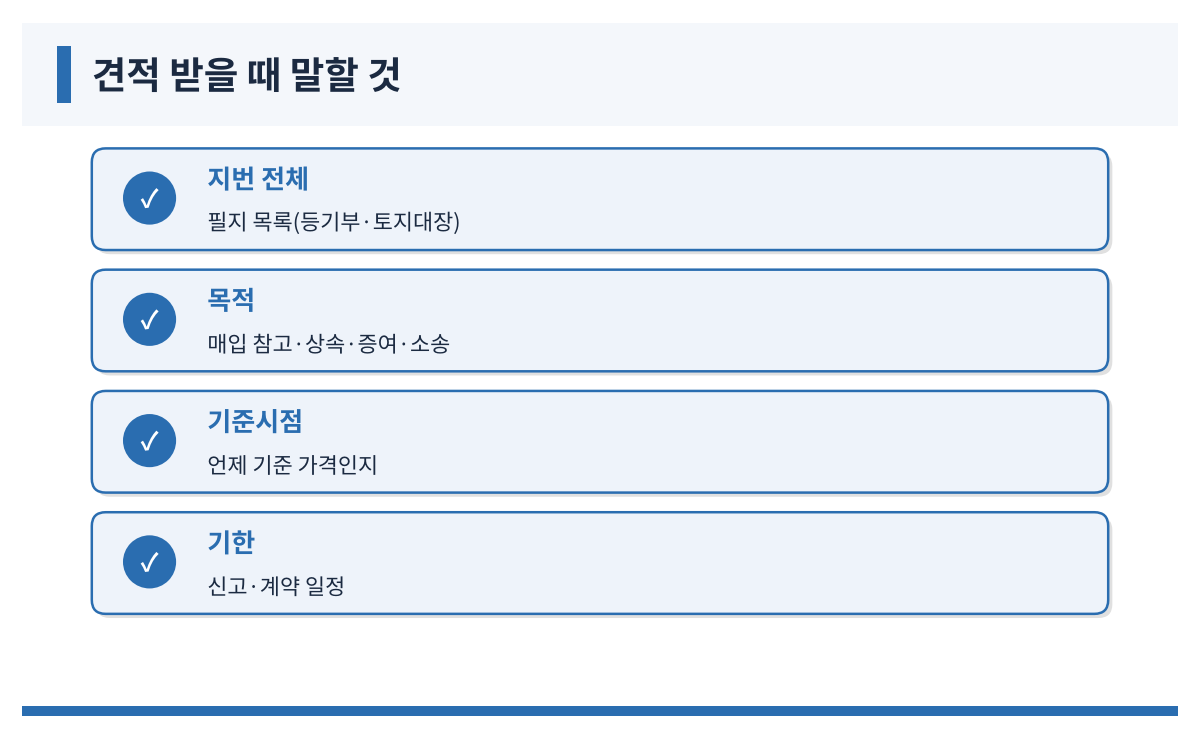 견적 받을 때 말할 것
✓
지번 전체
필지 목록(등기부·토지대장)
✓
목적
매입 참고·상속·증여·소송
✓
기준시점
언제 기준 가격인지
✓
기한
신고·계약 일정